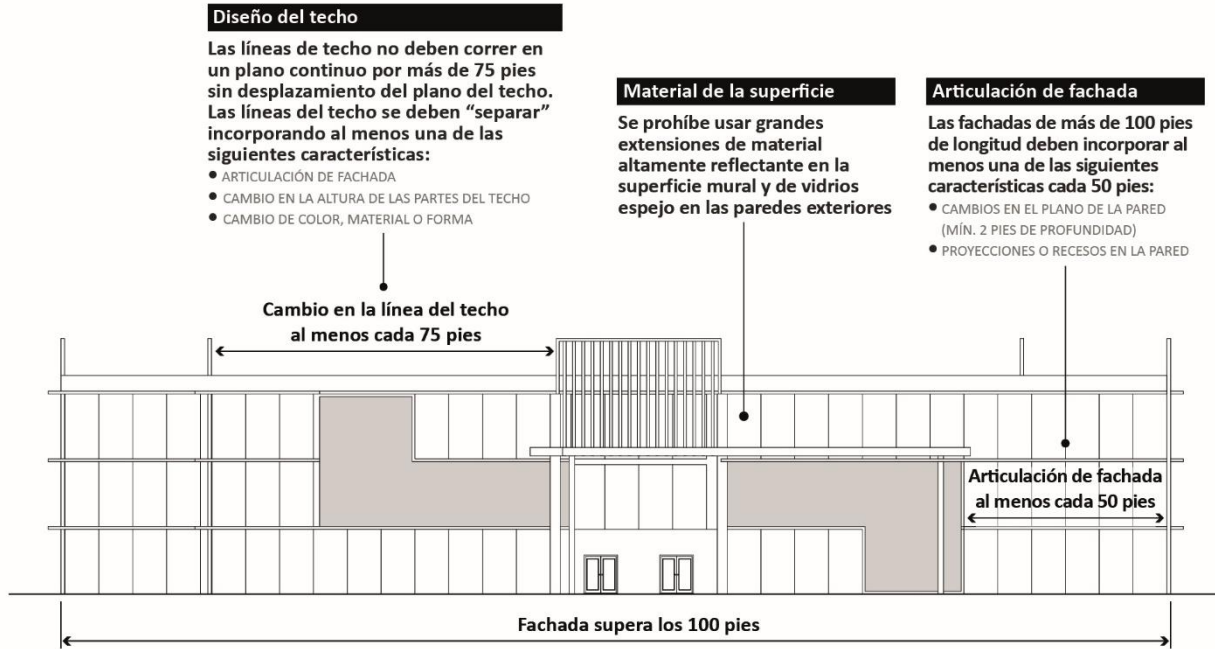 Diseño del techo
Las líneas de techo no deben correr en
un plano continuo por más de 75 pies
sin desplazamiento del plano del techo.
Las líneas del techo se deben “separar”
incorporando al menos una de las
siguientes características:
• ARTICULACIÓN DE FACHADA
• CAMBIO EN LA ALTURA DE LAS PARTES DEL TECHO
• CAMBIO DE COLOR, MATERIAL O FORMA
Material de la superficie
Se prohíbe usar grandes
extensiones de material
altamente reflectante en la
superficie mural y de vidrios
espejo en las paredes exteriores
Articulación de fachada
Las fachadas de más de 100 pies
de longitud deben incorporar al
menos una de las siguientes
características cada 50 pies:
• CAMBIOS EN EL PLANO DE LA PARED
(MÍN. 2 PIES DE PROFUNDIDAD)
• PROYECCIONES O RECESOS EN LA PARED
Cambio en la línea del techo
al menos cada 75 pies
Articulación de fachada
al menos cada 50 pies
Fachada supera los 100 pies